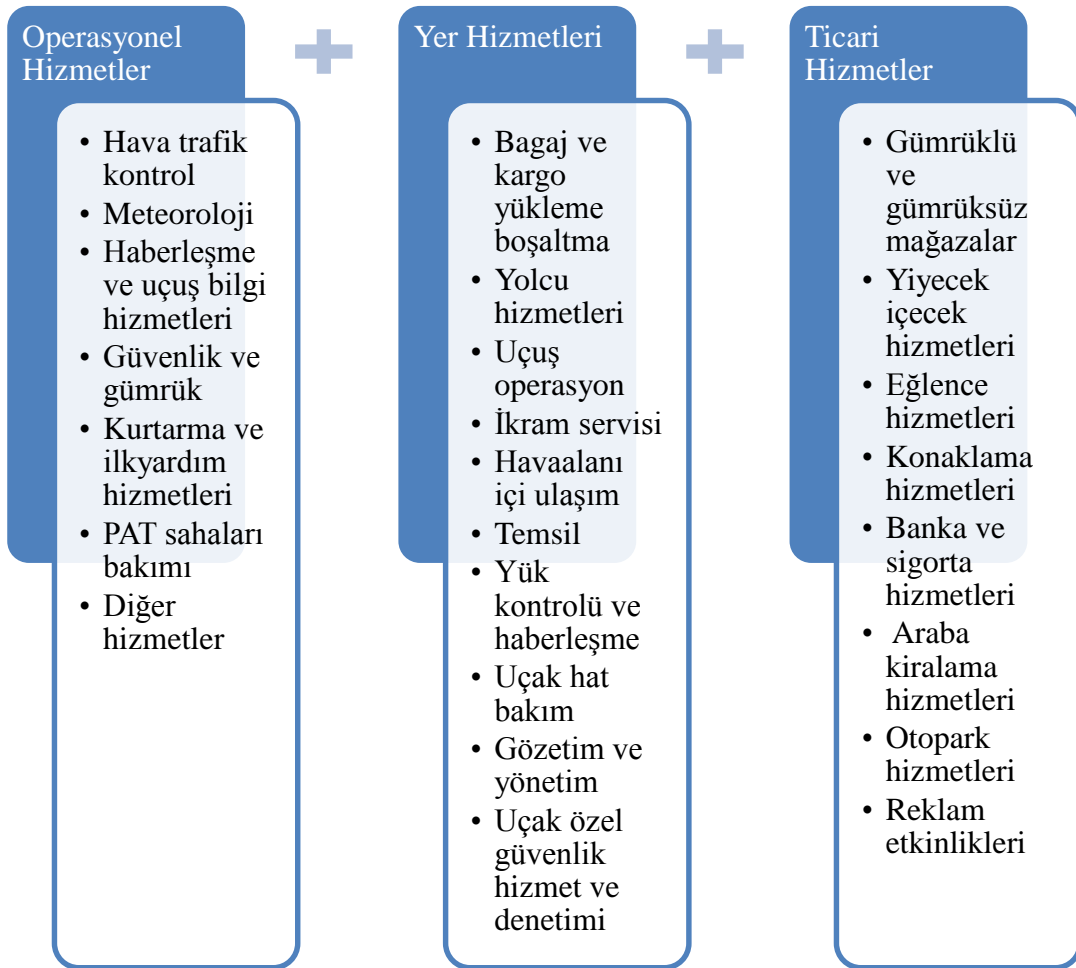 Operasyonel
Hizmetler
• Hava trafik
kontrol
• Meteoroloji
• Haberleşme
ve uçuş bilgi
hizmetleri
• Güvenlik ve
gümrük
• Kurtarma ve
ilkyardım
hizmetleri
• PAT sahaları
bakımı
• Diğer
hizmetler
Yer Hizmetleri
• Bagaj ve
kargo
yükleme
boşaltma
• Yolcu
hizmetleri
• Uçuş
operasyon
• İkram servisi
• Havaalanı
içi ulaşım
• Temsil
• Yük
kontrolü ve
haberleşme
• Uçak hat
bakım
• Gözetim ve
yönetim
• Uçak özel
güvenlik
hizmet ve
denetimi
Ticari
Hizmetler
• Gümrüklü
ve
gümrüksüz
mağazalar
• Yiyecek
içecek
hizmetleri
• Eğlence
hizmetleri
• Konaklama
hizmetleri
• Banka ve
sigorta
hizmetleri
• Araba
kiralama
hizmetleri
• Otopark
hizmetleri
• Reklam
etkinlikleri